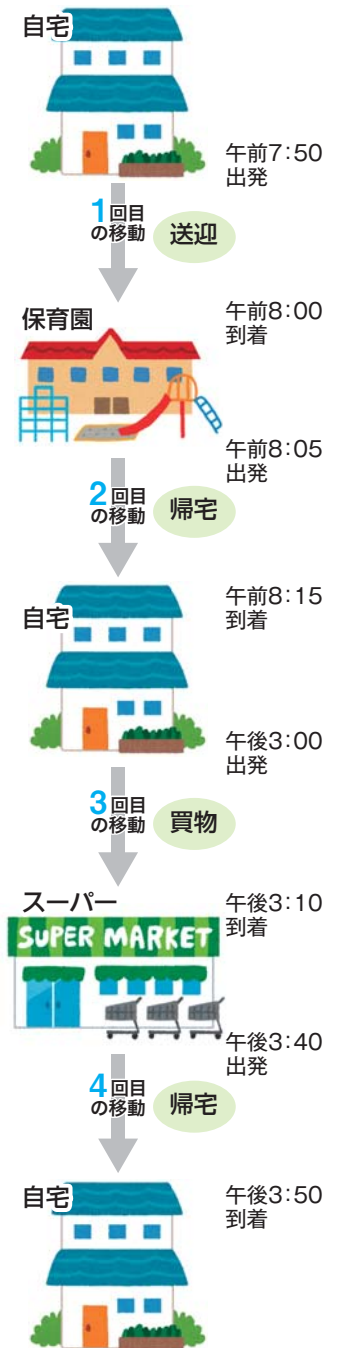 自宅
午前7：50
出発
1回目
の移動
送迎
保育園
午前8：00
到着
午前8：05
出発
2回目
の移動
帰宅
自宅
午前8：15
到着
午後3：00
出発
3回目
の移動
買物
スーパー
SUPER MARKET
午後3：10
到着
午後3：40
出発
4回目
の移動
帰宅
自宅
午後3：50
到着